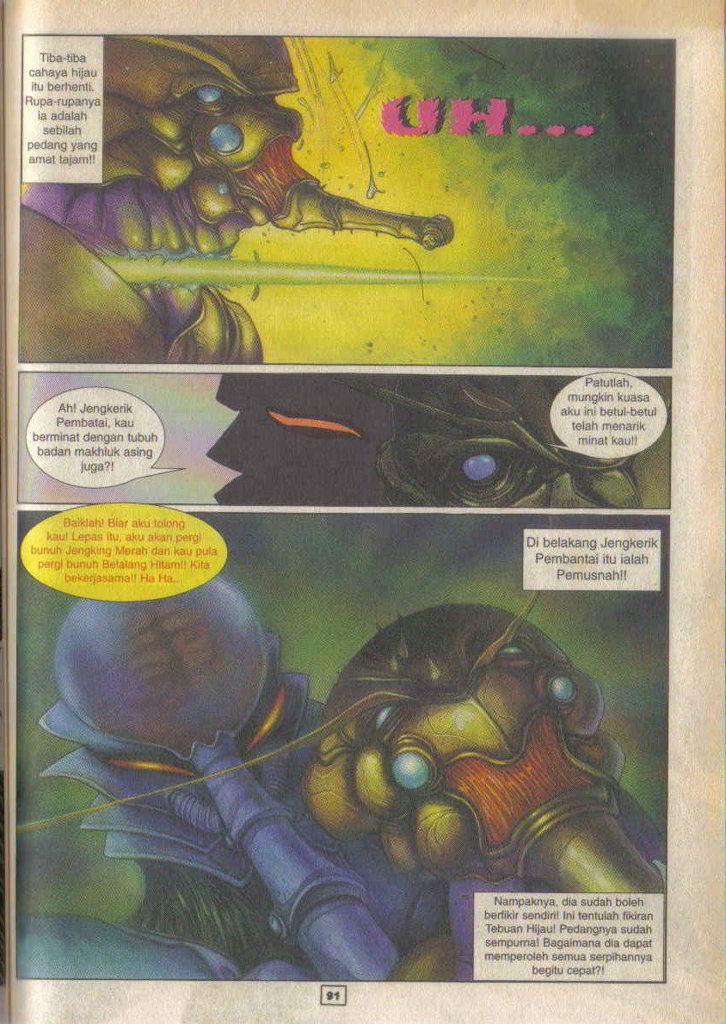 Tiba-tiba
cahaya hijau
itu berhenti.
Rupa-rupanya
ia adalah
sebilah
pedang yang
amat tajam!!
UH...
Ah! Jengkerik
Pembatai, kau
berminat dengan tubuh
badan makhluk asing
juga?!
Patutlah,
mungkin kuasa
aku ini betul-betul
telah menarik
minat kau!!
Baiklah! Biar aku tolong
kau! Lepas itu, aku akan pergi
bunuh Jengking Merah dan kau pula
pergi bunuh Belalang Hitam!! Kita
bekerjasama!! Ha Ha..
Di belakang Jengkerik
Pembantai itu ialah
Pemusnah!!
Nampaknya, dia sudah boleh
berfikir sendiri! Ini tentulah fikiran
Tebuan Hijau! Pedangnya sudah
sempurna! Bagaimana dia dapat
memperoleh semua serpihannya
begitu cepat?!
91